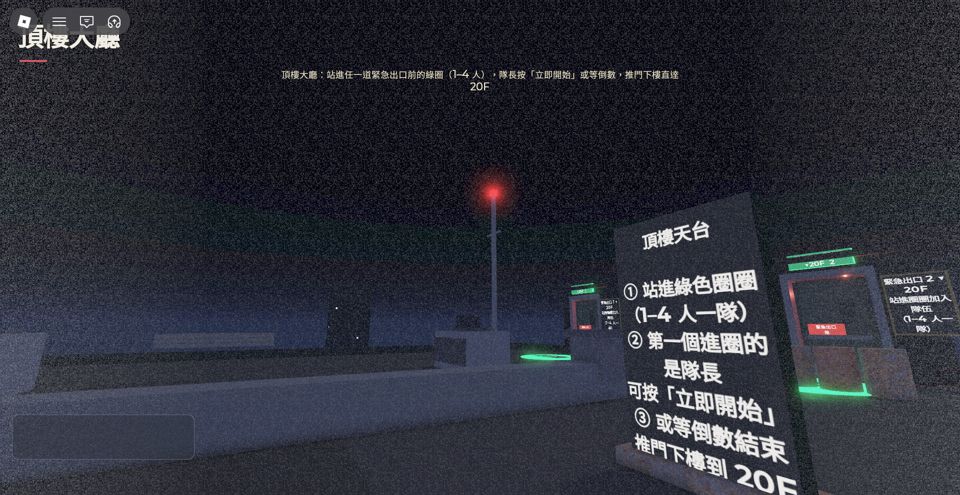 頂樓大廳
頂樓大廳：站進任一道緊急出口前的綠圈（1–4 人），隊長按「立即開始」或等倒數，推門下樓直達
20F
頂樓天台
① 站進綠色圈圈
（1–4 人一隊）
② 第一個進圈的
是隊長
可按「立即開始」
③ 或等倒數結束
推門下樓到 20F
20F 2
緊急出口
緊急出口 2
20F
站進圈圈加入
隊伍
（1–4 人一
隊）